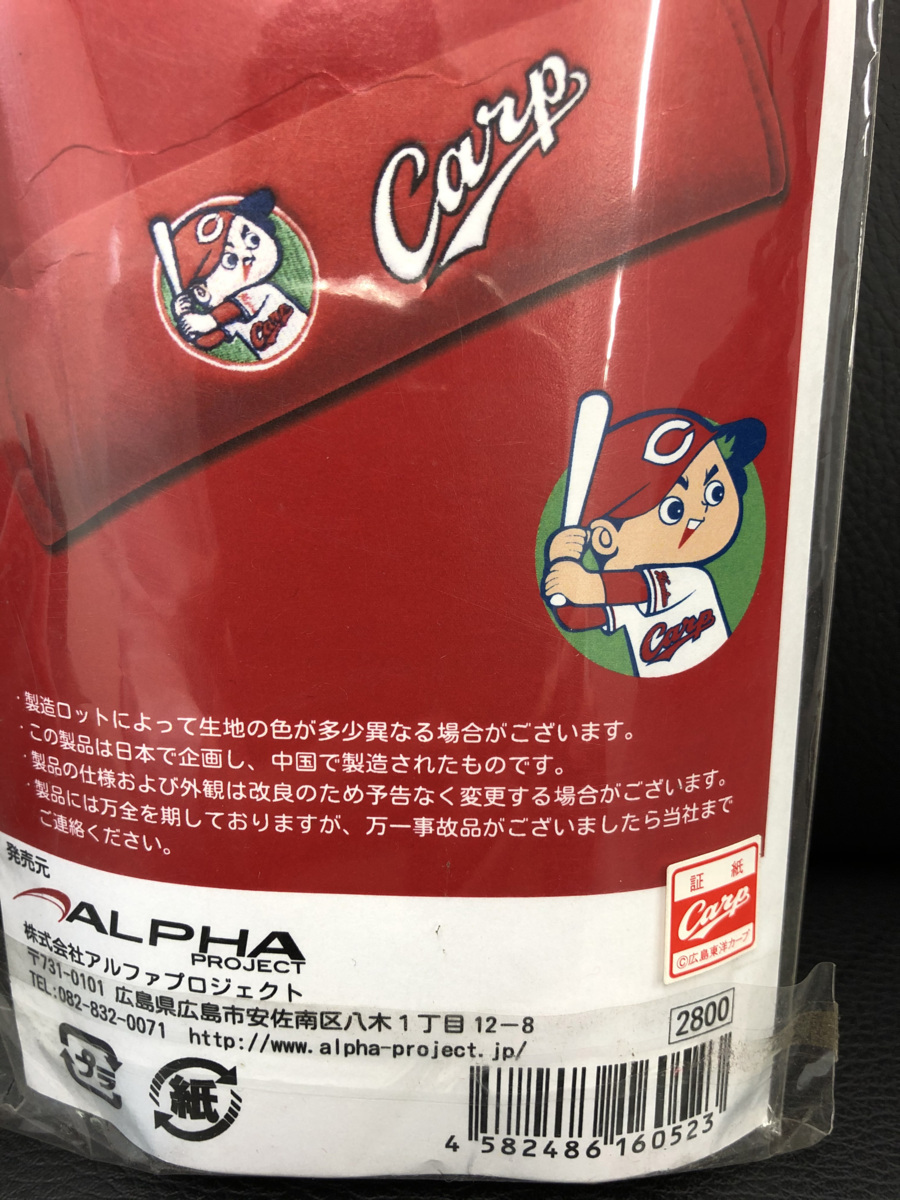 Carp
Carp
Carp
・製造ロットによって生地の色が多少異なる場合がございます。
・この製品は日本で企画し、中国で製造されたものです。
・製品の仕様および外観は改良のため予告なく変更する場合がございます。
・製品には万全を期しておりますが、万一事故品がございましたら当社まで
ご連絡ください。
発売元
ALPHA
PROJECT
株式会社アルファプロジェクト
〒731-0101 広島県広島市安佐南区八木1丁目12-8
TEL:082-832-0071 http://www.alpha-project.jp/
証 紙
Carp
©広島東洋カープ
2800
プラ
紙
4 582486 160523